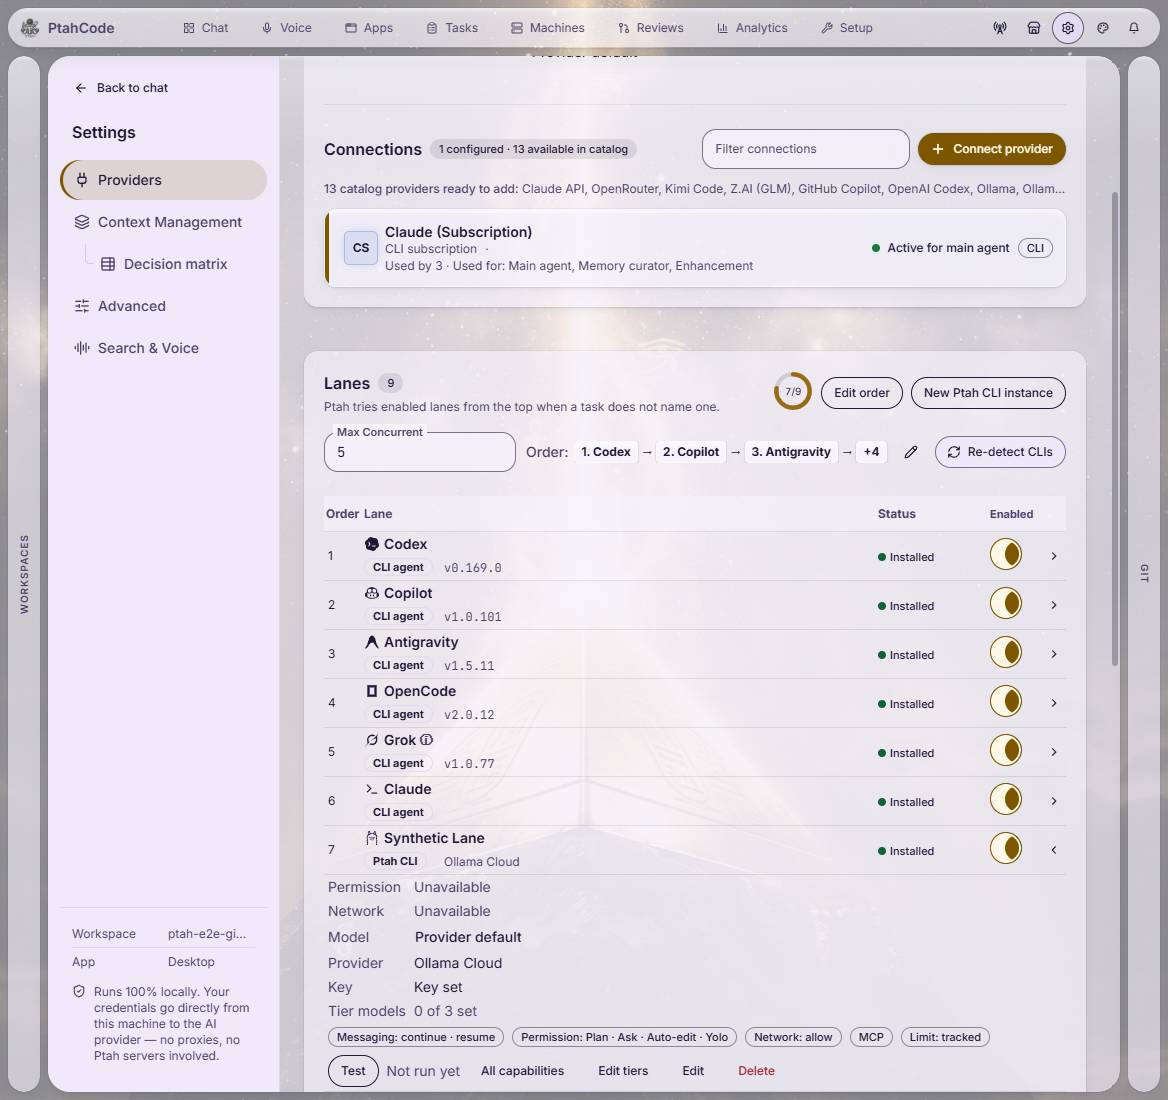 PtahCode
Chat
Voice
Apps
Tasks
Machines
Reviews
Analytics
Setup
WORKSPACES
Back to chat
Settings
Providers
Context Management
Decision matrix
Advanced
Search & Voice
Workspace ptah-e2e-gi...
App Desktop
Runs 100% locally. Your
credentials go directly from
this machine to the AI
provider — no proxies, no
Ptah servers involved.
Provider default
Connections 1 configured · 13 available in catalog
Filter connections
Connect provider
13 catalog providers ready to add: Claude API, OpenRouter, Kimi Code, Z.AI (GLM), GitHub Copilot, OpenAI Codex, Ollama, Ollam...
CS
Claude (Subscription)
CLI subscription ·
Used by 3 · Used for: Main agent, Memory curator, Enhancement
Active for main agent CLI
Lanes 9
Ptah tries enabled lanes from the top when a task does not name one.
7/9
Edit order
New Ptah CLI instance
Max Concurrent
5
Order: 1. Codex → 2. Copilot → 3. Antigravity → +4
Re-detect CLIs
Order Lane Status Enabled
1 Codex Installed
CLI agent v0.169.0
2 Copilot Installed
CLI agent v1.0.101
3 Antigravity Installed
CLI agent v1.5.11
4 OpenCode Installed
CLI agent v2.0.12
5 Grok Installed
CLI agent v1.0.77
6 Claude Installed
CLI agent
7 Synthetic Lane Installed
Ptah CLI Ollama Cloud
Permission Unavailable
Network Unavailable
Model Provider default
Provider Ollama Cloud
Key Key set
Tier models 0 of 3 set
Messaging: continue · resume
Permission: Plan · Ask · Auto-edit · Yolo
Network: allow
MCP
Limit: tracked
Test Not run yet All capabilities Edit tiers Edit Delete
GIT